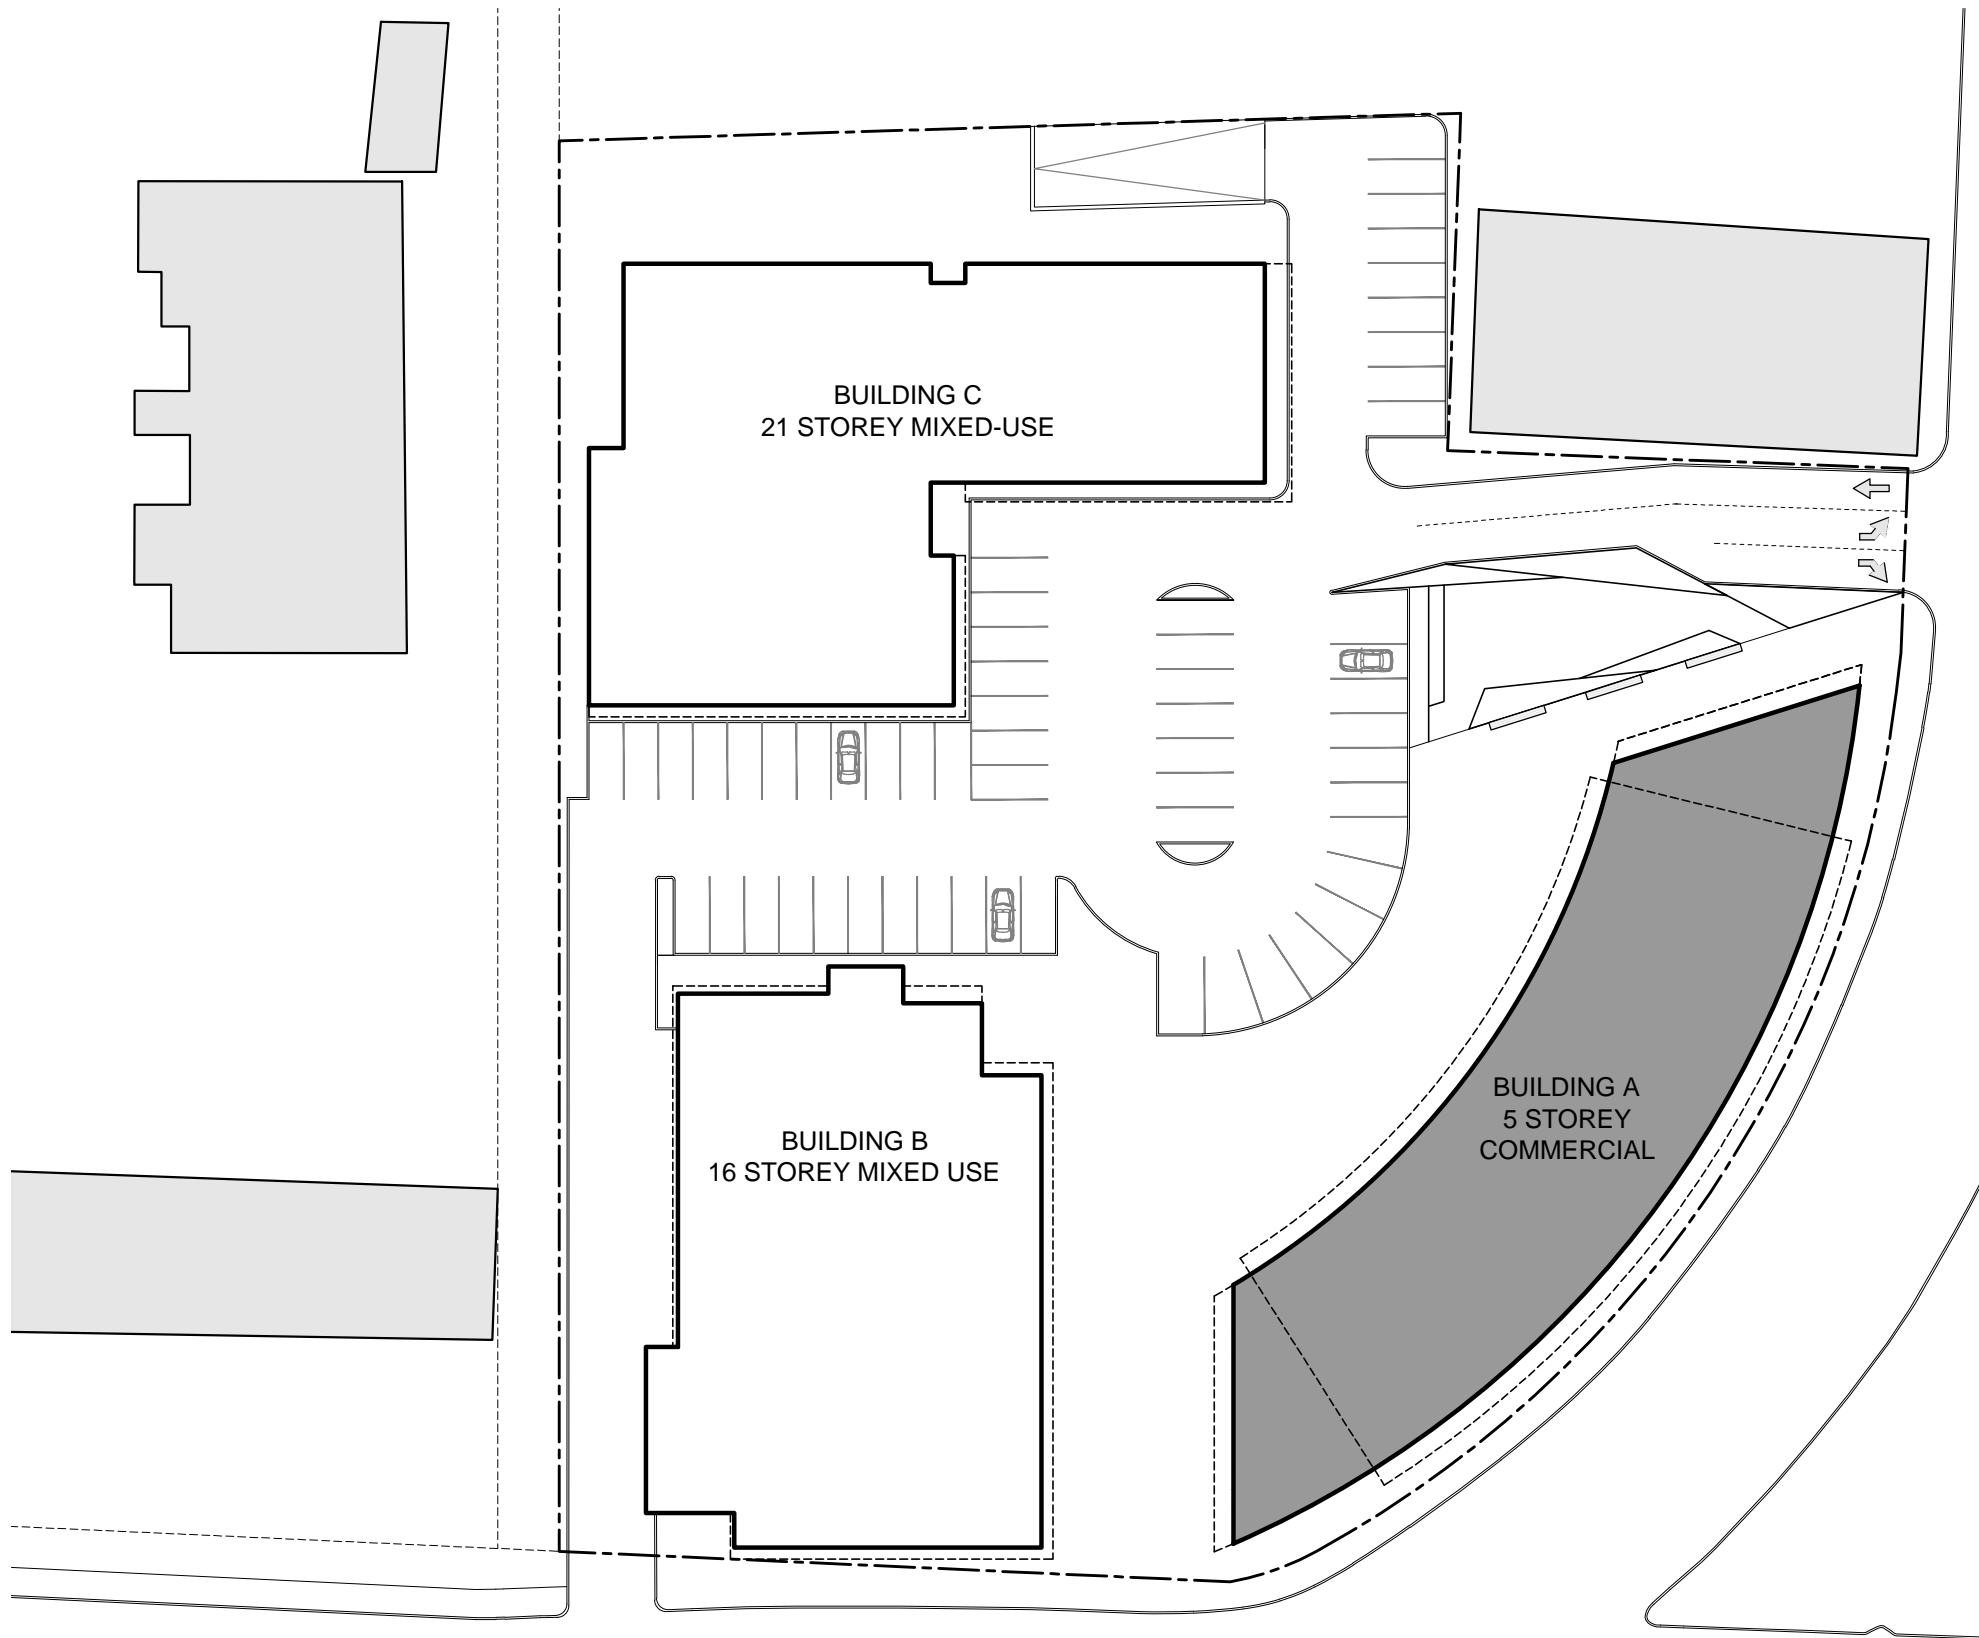 BUILDING C
21 STOREY MIXED-USE
BUILDING A
5 STOREY
COMMERCIAL
BUILDING B
16 STOREY MIXED USE